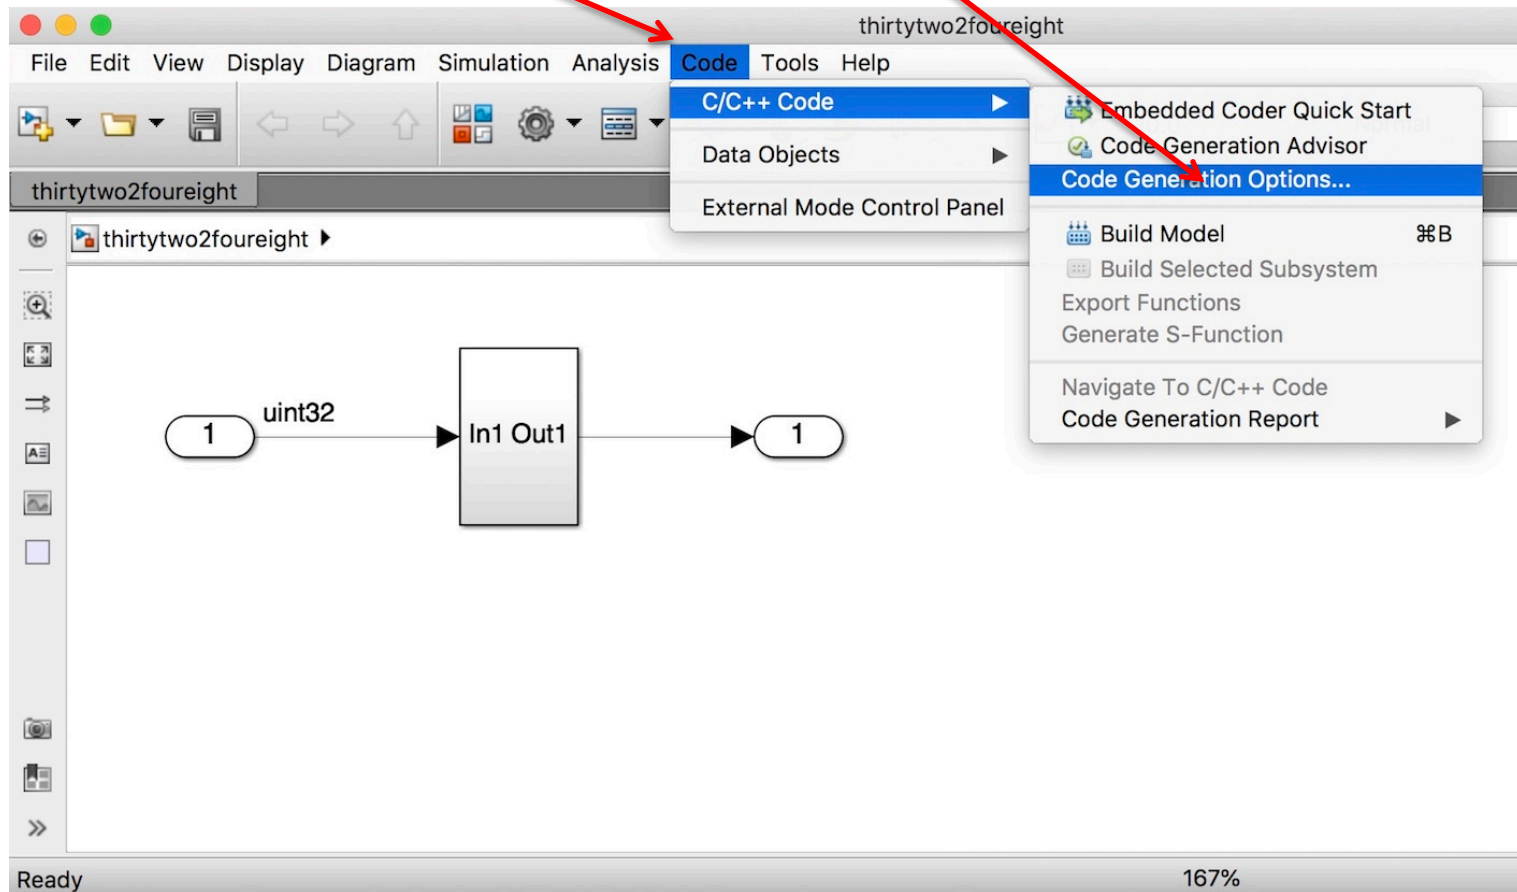 thirtytwo2foureight
File Edit View Display Diagram Simulation Analysis Code Tools Help
C/C++ Code
Data Objects
External Mode Control Panel
Embedded Coder Quick Start
Code Generation Advisor
Code Generation Options...
Build Model ⌘B
Build Selected Subsystem
Export Functions
Generate S-Function
Navigate To C/C++ Code
Code Generation Report
thirtytwo2foureight
thirtytwo2foureight
1
uint32
In1 Out1
1
Ready
167%